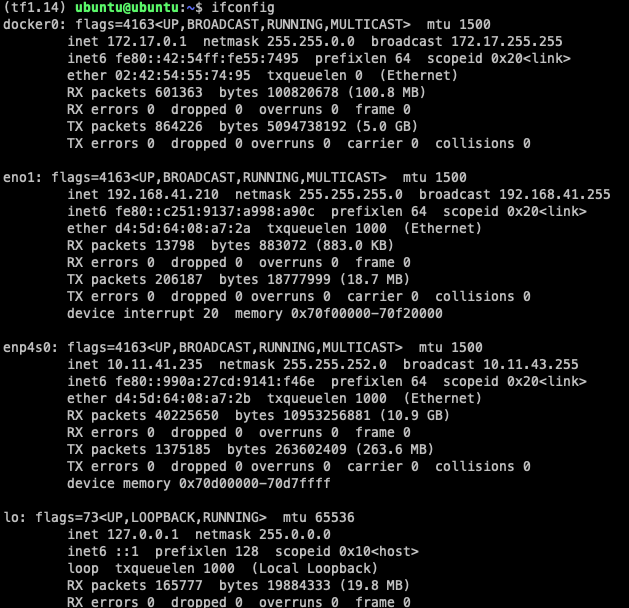 (tf1.14) ubuntu@ubuntu:~$ ifconfig
docker0: flags=4163<UP,BROADCAST,RUNNING,MULTICAST>  mtu 1500
        inet 172.17.0.1  netmask 255.255.0.0  broadcast 172.17.255.255
        inet6 fe80::42:54ff:fe55:7495  prefixlen 64  scopeid 0x20<link>
        ether 02:42:54:55:74:95  txqueuelen 0  (Ethernet)
        RX packets 601363  bytes 100820678 (100.8 MB)
        RX errors 0  dropped 0  overruns 0  frame 0
        TX packets 864226  bytes 5094738192 (5.0 GB)
        TX errors 0  dropped 0 overruns 0  carrier 0  collisions 0

eno1: flags=4163<UP,BROADCAST,RUNNING,MULTICAST>  mtu 1500
        inet 192.168.41.210  netmask 255.255.255.0  broadcast 192.168.41.255
        inet6 fe80::c251:9137:a998:a90c  prefixlen 64  scopeid 0x20<link>
        ether d4:5d:64:08:a7:2a  txqueuelen 1000  (Ethernet)
        RX packets 13798  bytes 883072 (883.0 KB)
        RX errors 0  dropped 0  overruns 0  frame 0
        TX packets 206187  bytes 18777999 (18.7 MB)
        TX errors 0  dropped 0 overruns 0  carrier 0  collisions 0
        device interrupt 20  memory 0x70f00000-70f20000

enp4s0: flags=4163<UP,BROADCAST,RUNNING,MULTICAST>  mtu 1500
        inet 10.11.41.235  netmask 255.255.252.0  broadcast 10.11.43.255
        inet6 fe80::990a:27cd:9141:f46e  prefixlen 64  scopeid 0x20<link>
        ether d4:5d:64:08:a7:2b  txqueuelen 1000  (Ethernet)
        RX packets 40225650  bytes 10953256881 (10.9 GB)
        RX errors 0  dropped 0  overruns 0  frame 0
        TX packets 1375185  bytes 263602409 (263.6 MB)
        TX errors 0  dropped 0 overruns 0  carrier 0  collisions 0
        device memory 0x70d00000-70d7ffff

lo: flags=73<UP,LOOPBACK,RUNNING>  mtu 65536
        inet 127.0.0.1  netmask 255.0.0.0
        inet6 ::1  prefixlen 128  scopeid 0x10<host>
        loop  txqueuelen 1000  (Local Loopback)
        RX packets 165777  bytes 19884333 (19.8 MB)
        RX errors 0  dropped 0  overruns 0  frame 0